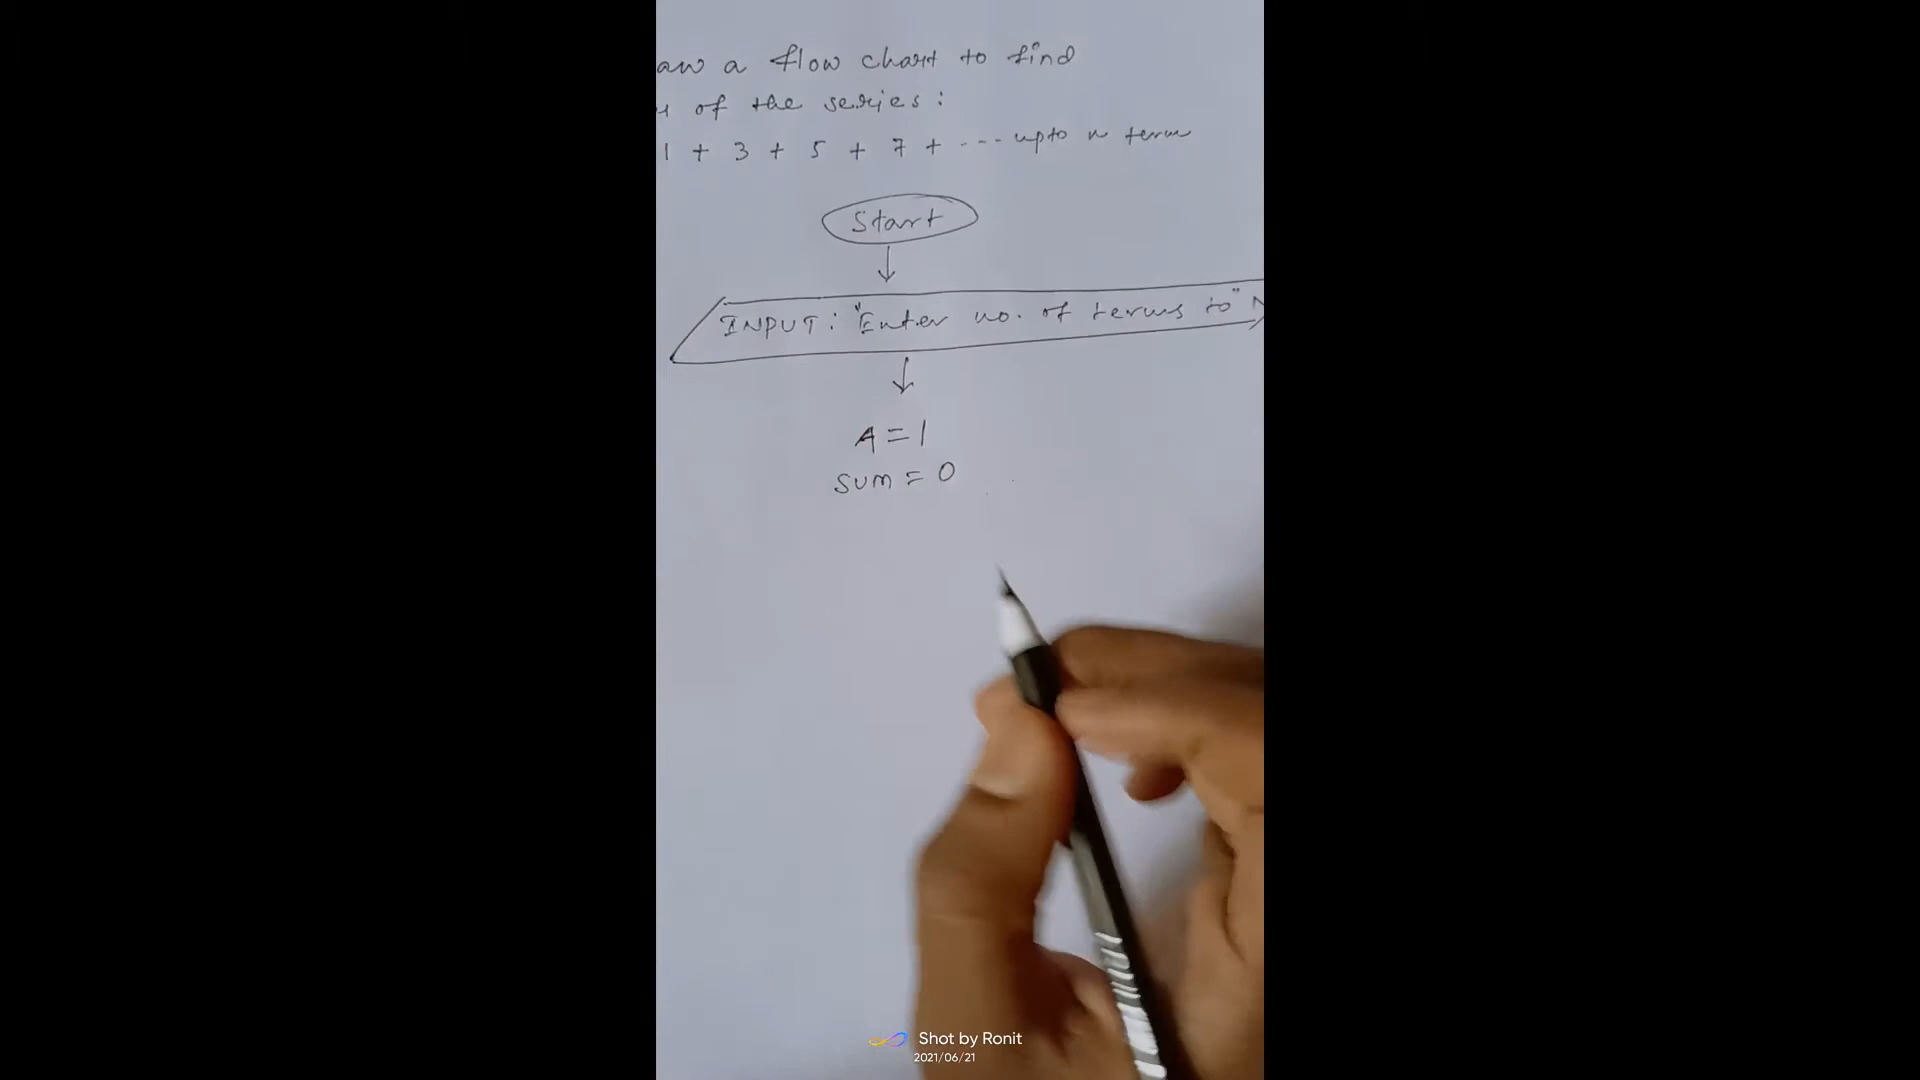 a flow chart to find
of the series:
1 + 3 + 5 + 7 + --- upto n term
Start
INPUT: "Enter no. of terms to" N
A = 1
SUM = 0
Shot by Ronit
2021/06/21